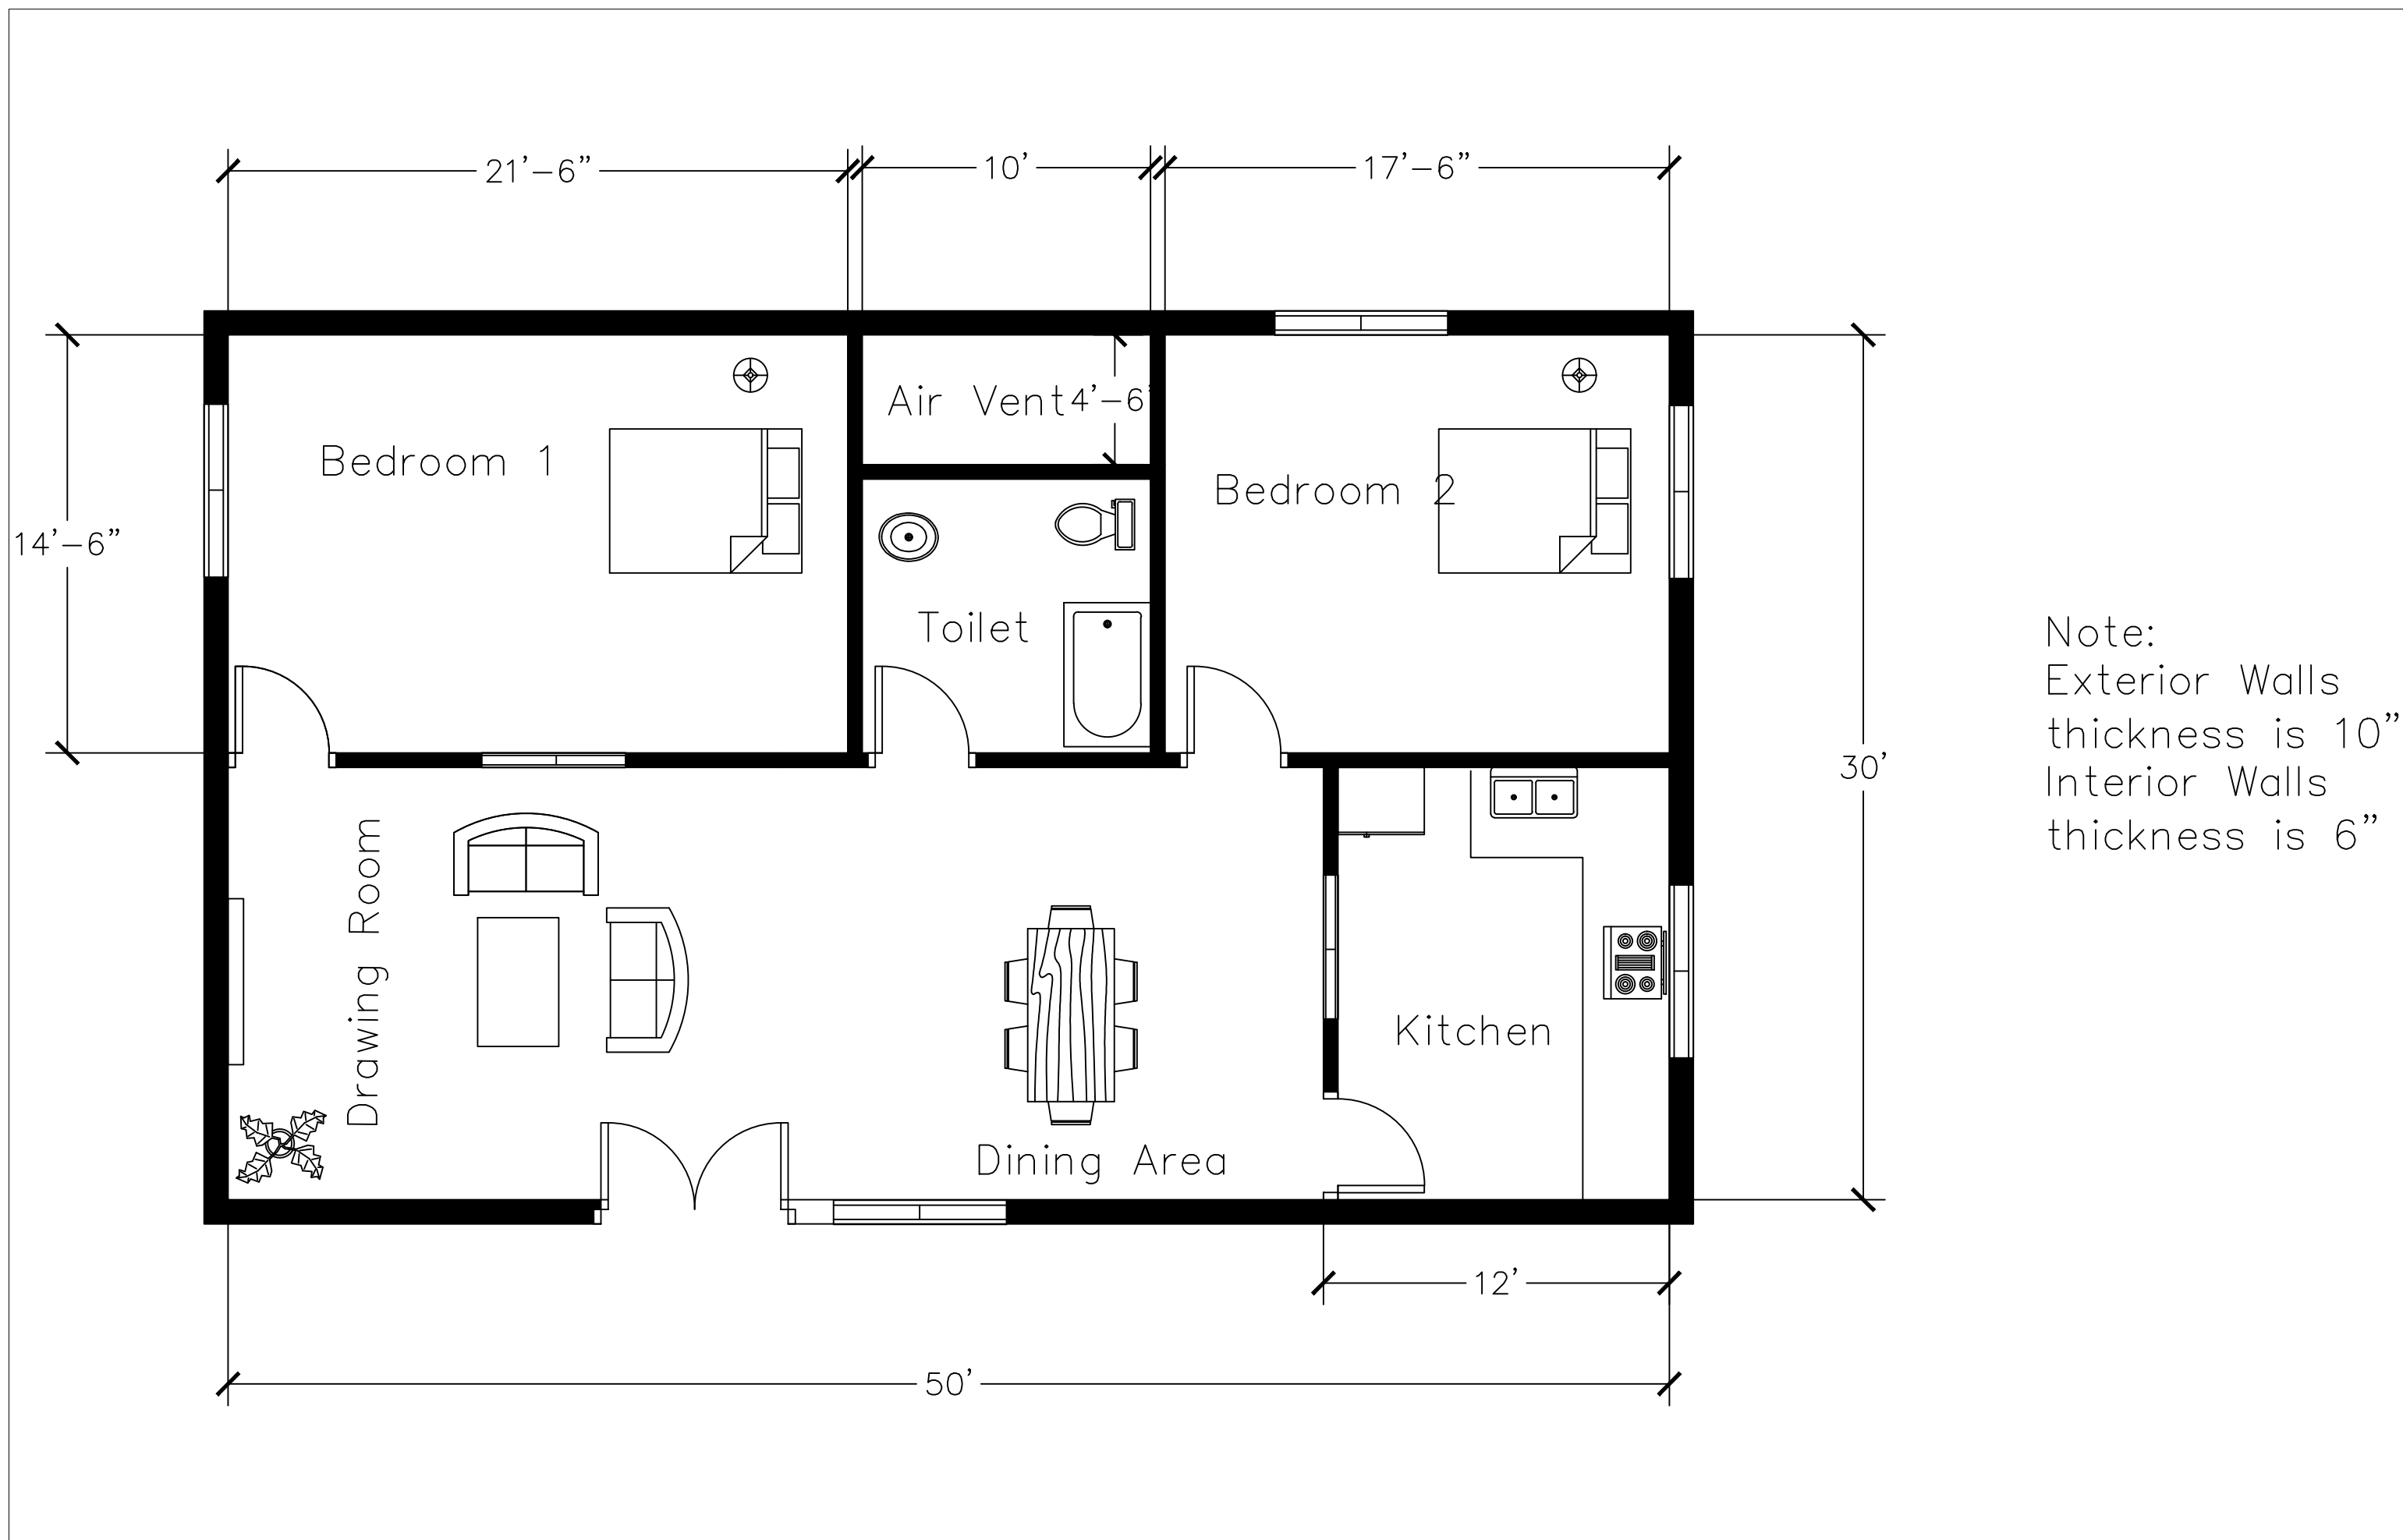 21'-6"
10'
17'-6"
Air Vent
4'-6
Bedroom 1
Bedroom 2
14'-6"
Toilet
Note:
Exterior Walls
thickness is 10"
Interior Walls
thickness is 6"
30'
Drawing Room
Kitchen
Dining Area
12'
50'